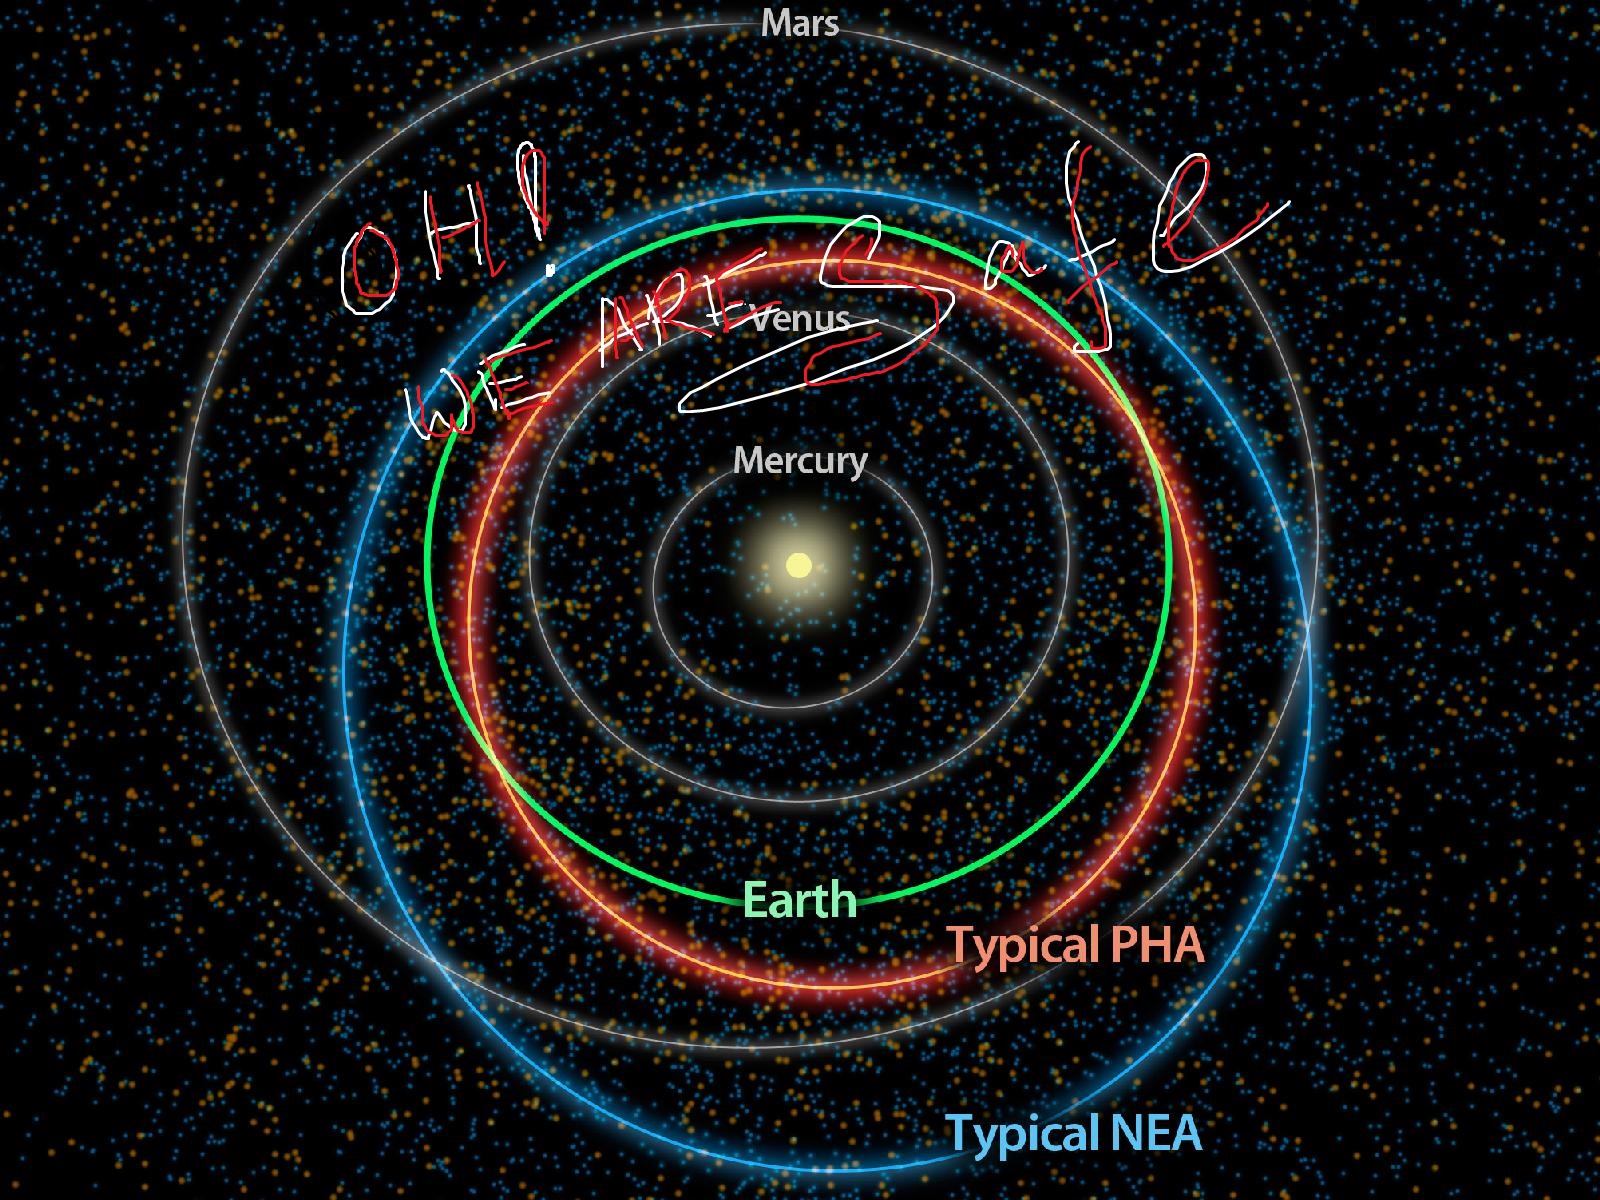 Mars
OH!
WE ARE Safe
Venus
Mercury
Earth
Typical PHA
Typical NEA